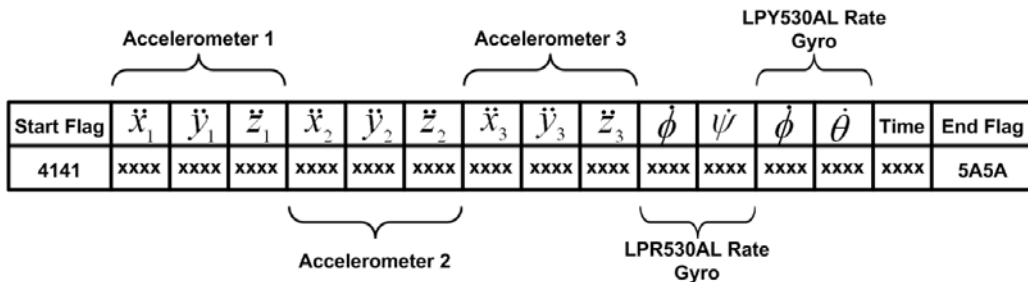 LPY530AL Rate
Gyro
Accelerometer 1
Accelerometer 3
Start Flag ẍ₁ ÿ₁ z̈₁ ẍ₂ ÿ₂ z̈₂ ẍ₃ ÿ₃ z̈₃ ϕ̇ ψ̇ ϕ̇ θ̇ Time End Flag
4141 xxxx xxxx xxxx xxxx xxxx xxxx xxxx xxxx xxxx xxxx xxxx xxxx xxxx xxxx 5A5A
Accelerometer 2
LPR530AL Rate
Gyro